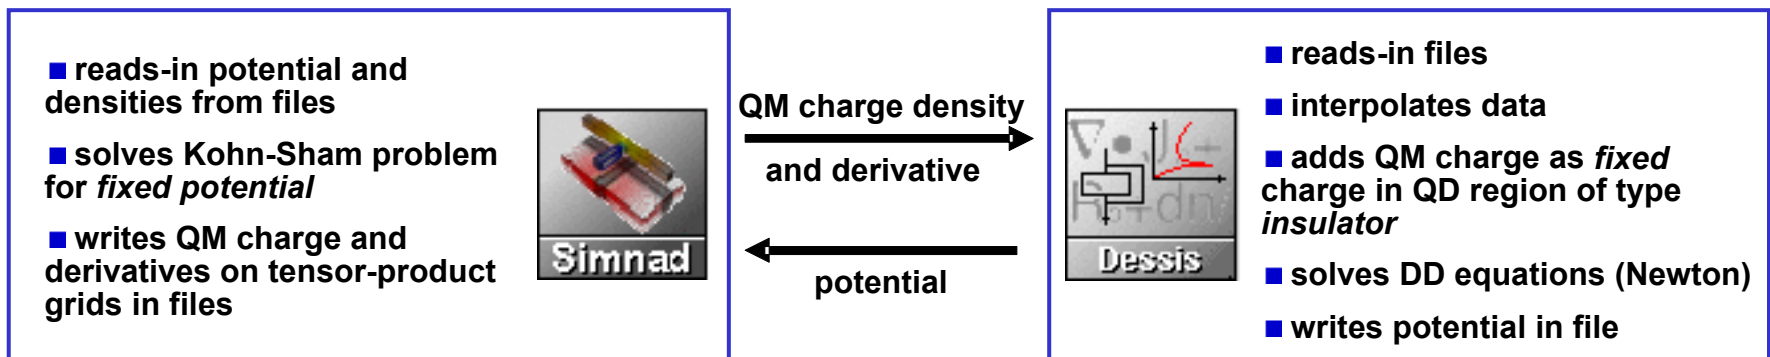 reads-in potential and
densities from files
solves Kohn-Sham problem
for fixed potential
writes QM charge and
derivatives on tensor-product
grids in files
Simnad
QM charge density
and derivative
potential
Dessis
reads-in files
interpolates data
adds QM charge as fixed
charge in QD region of type
insulator
solves DD equations (Newton)
writes potential in file